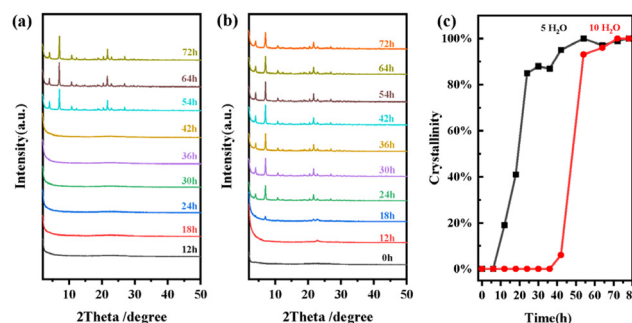 (a)
72h
64h
54h
42h
36h
30h
24h
18h
12h
Intensity(a.u.)
10 20 30 40 50
2Theta /degree
(b)
72h
64h
54h
42h
36h
30h
24h
18h
12h
0h
Intensity(a.u.)
10 20 30 40 50
2Theta /degree
(c)
5 H₂O 10 H₂O
100%
80%
60%
40%
20%
0%
Crystallinity
0 10 20 30 40 50 60 70 8
Time(h)